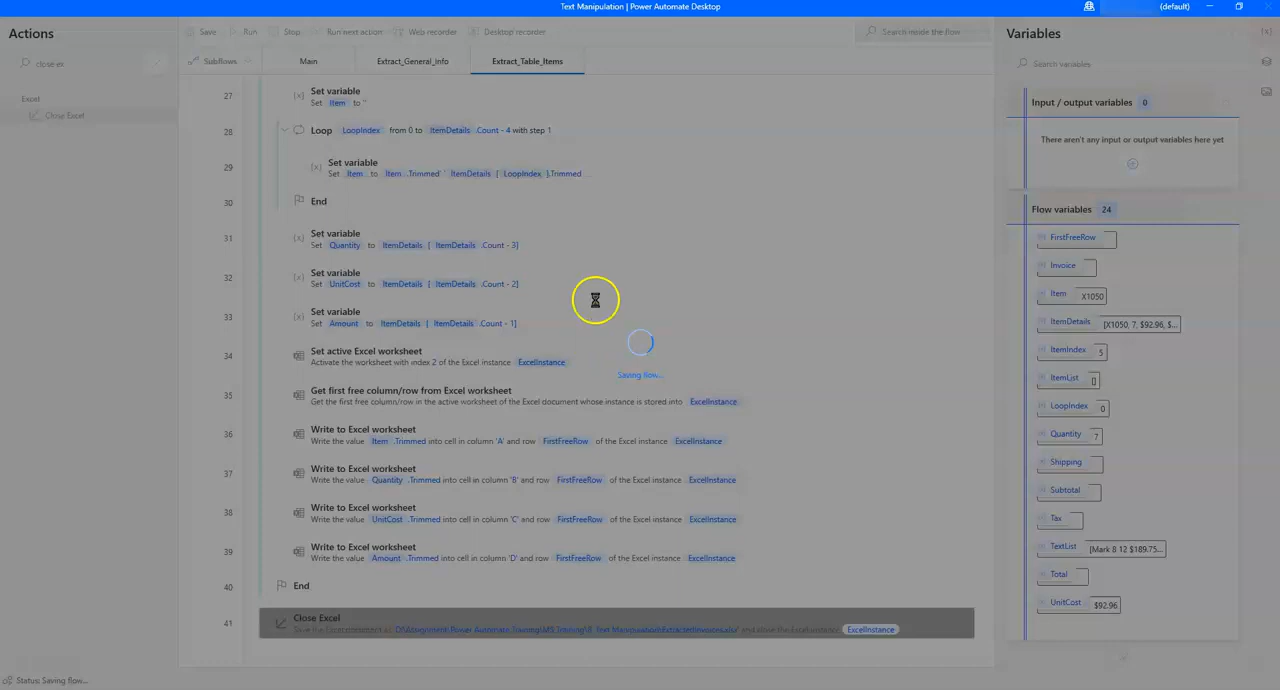 Text Manipulation | Power Automate Desktop
(default)
Actions
Save
Run
Stop
Run next action
Web recorder
Desktop recorder
Search inside the flow
Variables
close ex
Subflows
Main
Extract_General_info
Extract_Table_Items
Search variables
Excel
Close Excel
Input / output variables 0
There aren't any input or output variables here yet
Flow variables 24
FirstFreeRow
Invoice
Item X1050
ItemDetails [X1050, 7, $92.96, $...
ItemIndex 5
ItemList []
LoopIndex 0
Quantity 7
Shipping
Subtotal
Tax
TextList [Mark 8 12 $189.75...
Total
UnitCost $92.96
27 Set variable
Set Item to ''
28 Loop LoopIndex from 0 to ItemDetails .Count - 4 with step 1
29 Set variable
Set Item to Item .Trimmed' ' ItemDetails [ LoopIndex ].Trimmed
30 End
31 Set variable
Set Quantity to ItemDetails [ ItemDetails .Count - 3]
32 Set variable
Set UnitCost to ItemDetails [ ItemDetails .Count - 2]
33 Set variable
Set Amount to ItemDetails [ ItemDetails .Count - 1]
34 Set active Excel worksheet
Activate the worksheet with index 2 of the Excel instance ExcelInstance
35 Get first free column/row from Excel worksheet
Get the first free column/row in the active worksheet of the Excel document whose instance is stored into ExcelInstance
36 Write to Excel worksheet
Write the value Item .Trimmed into cell in column 'A' and row FirstFreeRow of the Excel instance ExcelInstance
37 Write to Excel worksheet
Write the value Quantity .Trimmed into cell in column 'B' and row FirstFreeRow of the Excel instance ExcelInstance
38 Write to Excel worksheet
Write the value UnitCost .Trimmed into cell in column 'C' and row FirstFreeRow of the Excel instance ExcelInstance
39 Write to Excel worksheet
Write the value Amount .Trimmed into cell in column 'D' and row FirstFreeRow of the Excel instance ExcelInstance
40 End
41 Close Excel
and close the Excel instance ExcelInstance
Saving flow...
Status: Saving flow...